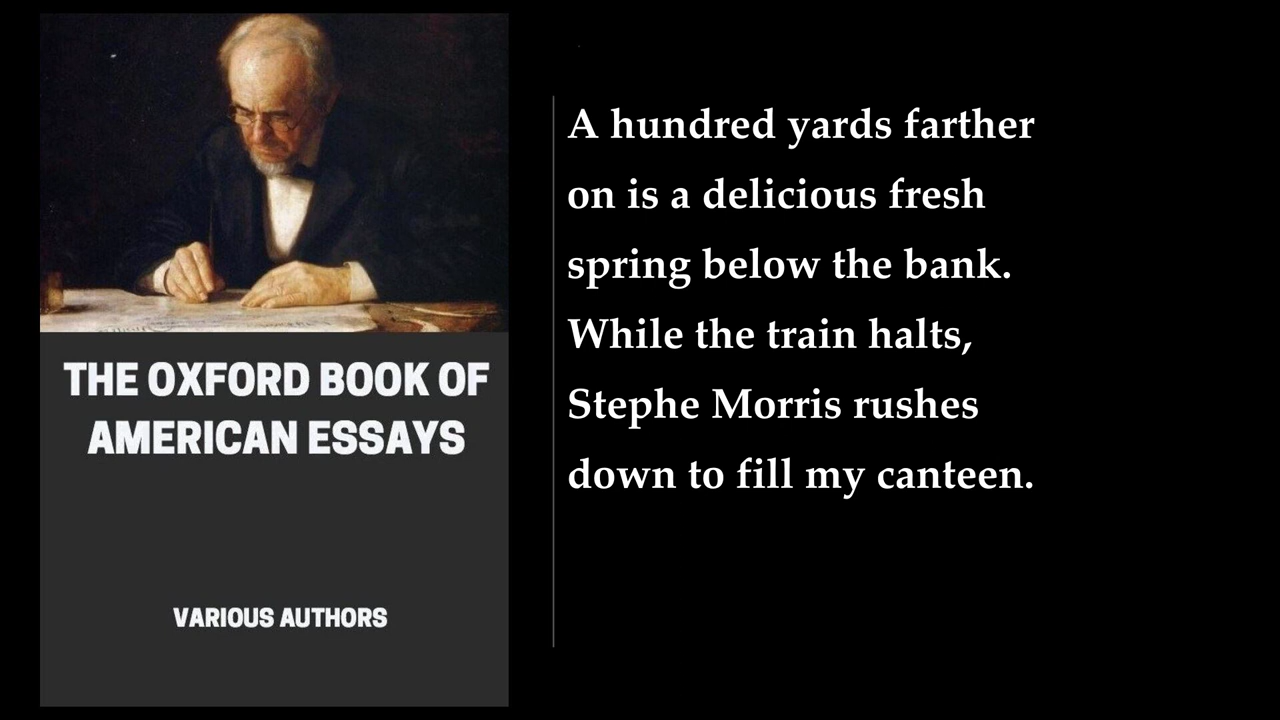 THE OXFORD BOOK OF
AMERICAN ESSAYS
VARIOUS AUTHORS
A hundred yards farther
on is a delicious fresh
spring below the bank.
While the train halts,
Stephe Morris rushes
down to fill my canteen.